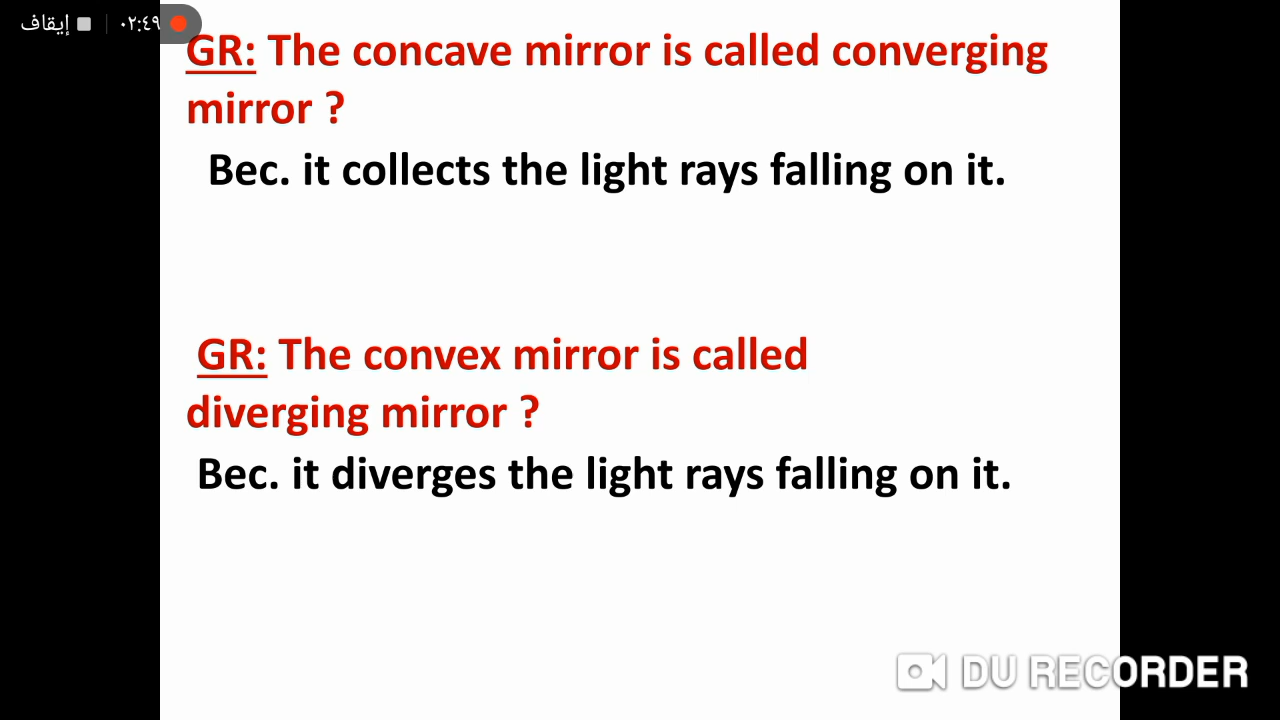 إيقاف ٠٢:٤٩
GR: The concave mirror is called converging
mirror ?
Bec. it collects the light rays falling on it.
GR: The convex mirror is called
diverging mirror ?
Bec. it diverges the light rays falling on it.
DU RECORDER